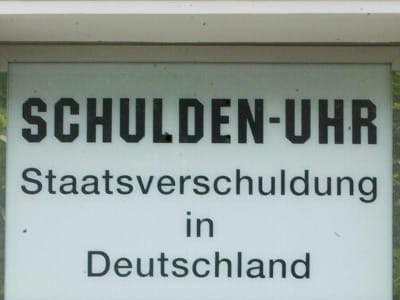 SCHULDEN-UHR
Staatsverschuldung
in
Deutschland